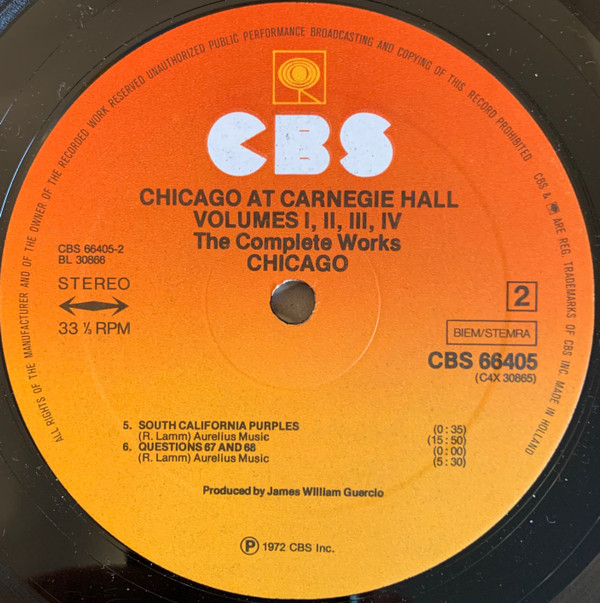 ALL RIGHTS OF THE MANUFACTURER AND OF THE OWNER OF THE RECORDED WORK RESERVED UNAUTHORIZED PUBLIC PERFORMANCE BROADCASTING AND COPYING OF THIS RECORD PROHIBITED
CBS & ARE REG. TRADEMARKS OF CBS INC. MADE IN HOLLAND
CBS
CHICAGO AT CARNEGIE HALL
VOLUMES I, II, III, IV
The Complete Works
CHICAGO
CBS 66405-2
BL 30866
STEREO
33 ⅓ RPM
2
BIEM/STEMRA
CBS 66405
(C4X 30865)
5. SOUTH CALIFORNIA PURPLES (0:35)
(R. Lamm) Aurelius Music (15:50)
6. QUESTIONS 67 AND 68 (0:00)
(R. Lamm) Aurelius Music (5:30)
Produced by James William Guercio
Ⓟ 1972 CBS Inc.